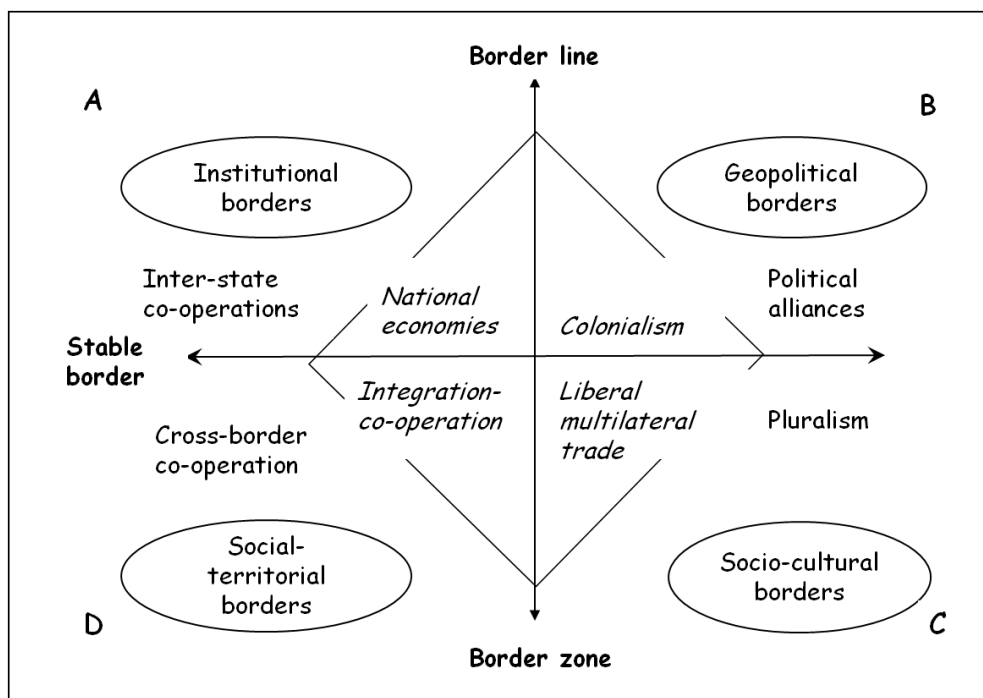 Border line
A
B
Institutional
borders
Geopolitical
borders
Inter-state
co-operations
National
economies
Colonialism
Political
alliances
Stable
border
Integration-
co-operation
Liberal
multilateral
trade
Pluralism
Cross-border
co-operation
Social-
territorial
borders
Socio-cultural
borders
D
C
Border zone